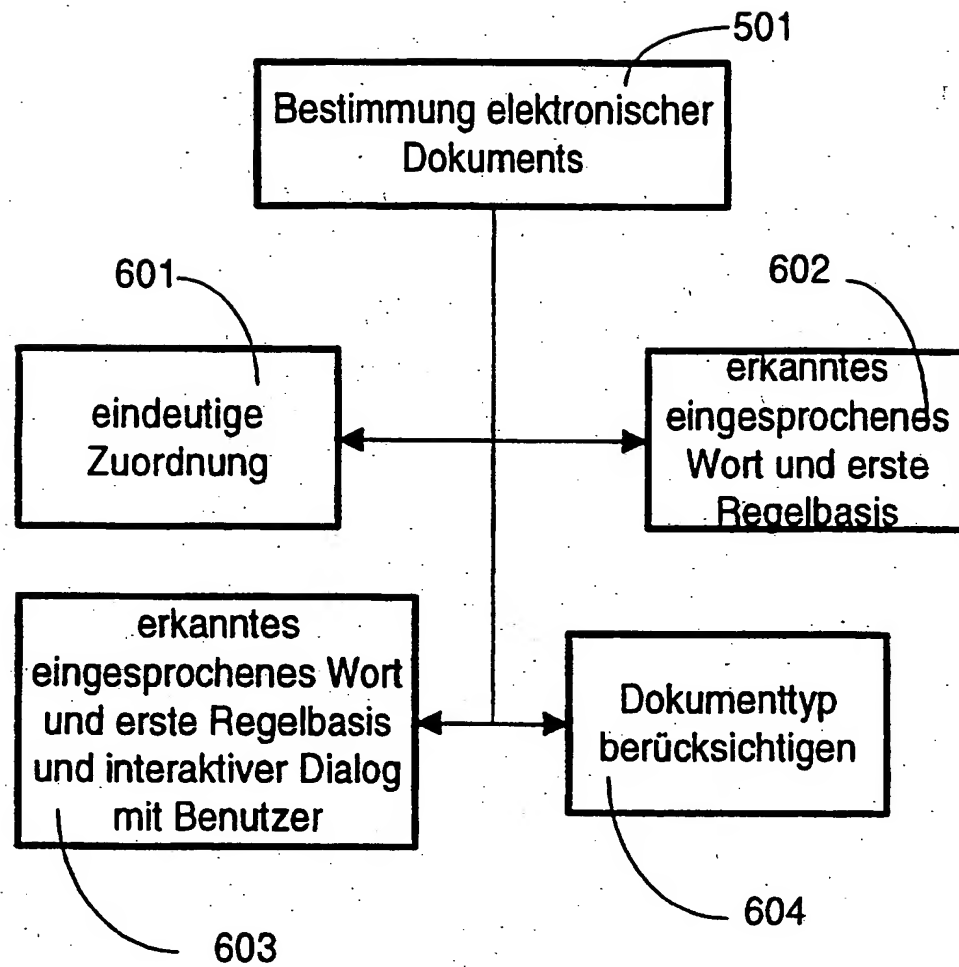 501
Bestimmung elektronischer
Dokuments
601
eindeutige
Zuordnung
602
erkanntes
eingesprochenes
Wort und erste
Regelbasis
erkanntes
eingesprochenes Wort
und erste Regelbasis
und interaktiver Dialog
mit Benutzer
603
Dokumenttyp
berücksichtigen
604